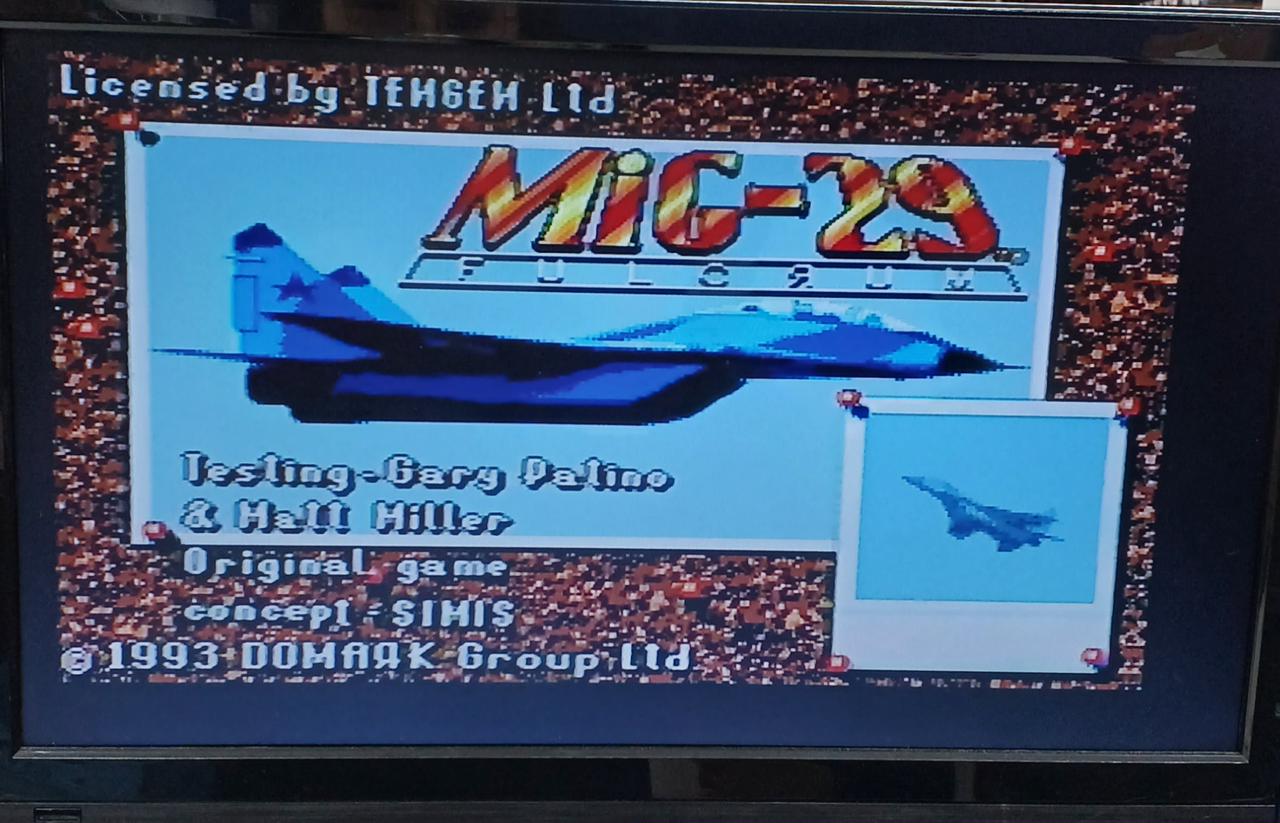 Licensed by TENGEN Ltd
MiG-29
FULCRUM
Testing-Gary Patino
& Matt Miller
Original game
concept - SIMIS
© 1993 DOMARK Group Ltd